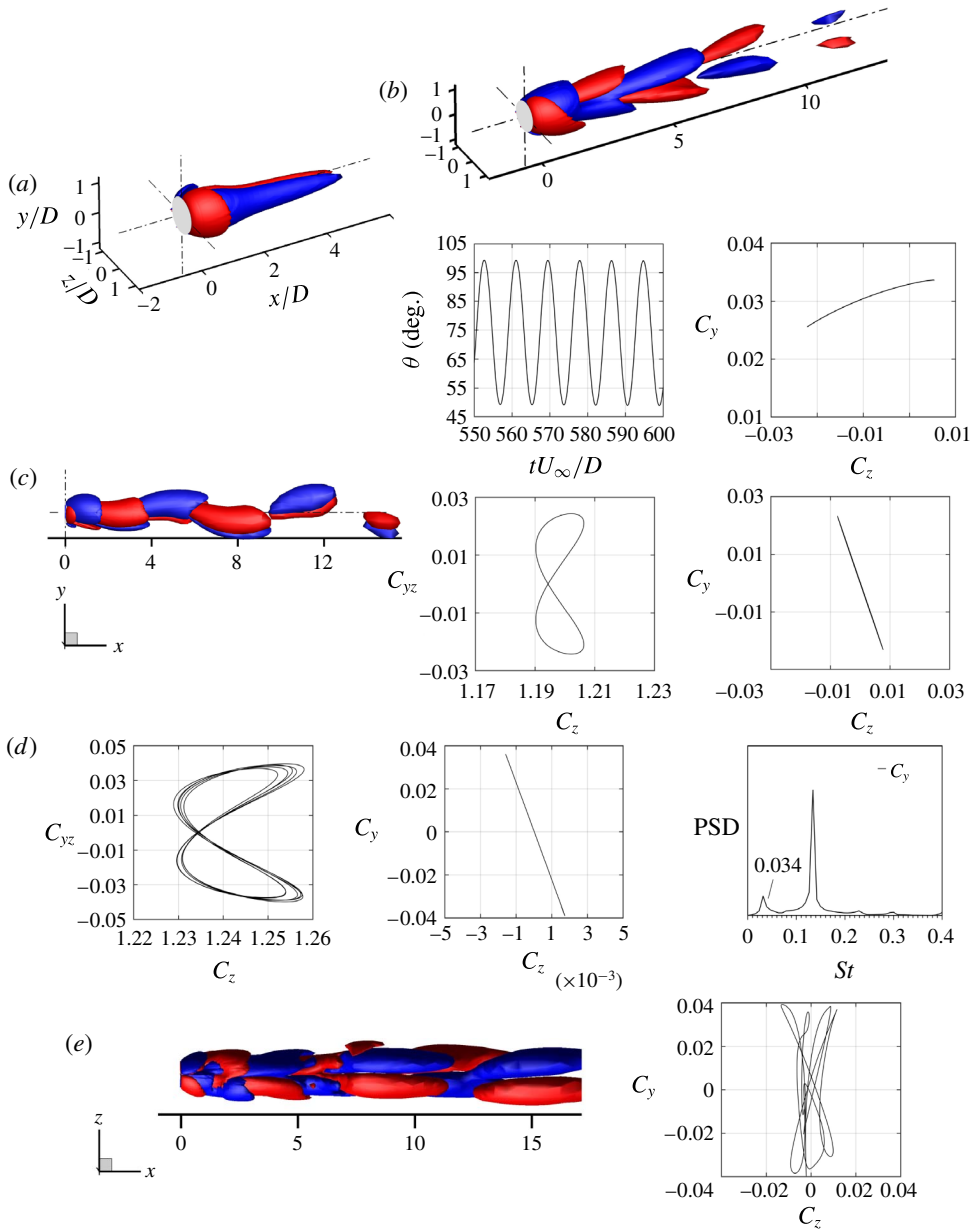 (b)
1
0
−1
−1
0
1
0
5
10
(a)
y/D
1
0
−1
−1
0
1
z/D
−2
0
2
4
x/D
θ (deg.)
105
95
85
75
65
55
45
550 560 570 580 590 600
tU∞/D
C_y
0.04
0.03
0.02
0.01
−0.03 −0.01 0.01
C_z
(c)
0 4 8 12
y
x
C_yz
0.03
0.01
−0.01
−0.03
1.17 1.19 1.21 1.23
C_z
C_y
0.03
0.01
−0.01
−0.03
−0.01 0.01 0.03
C_z
(d)
C_yz
0.05
0.03
0.01
−0.01
−0.03
−0.05
1.22 1.23 1.24 1.25 1.26
C_z
C_y
0.04
0.02
0
−0.02
−0.04
−5 −3 −1 1 3 5
C_z
(×10⁻³)
PSD
C_y
0.034
0 0.1 0.2 0.3 0.4
St
(e)
z
x
0 5 10 15
C_y
0.04
0.02
0
−0.02
−0.04
−0.02 0 0.02 0.04
C_z